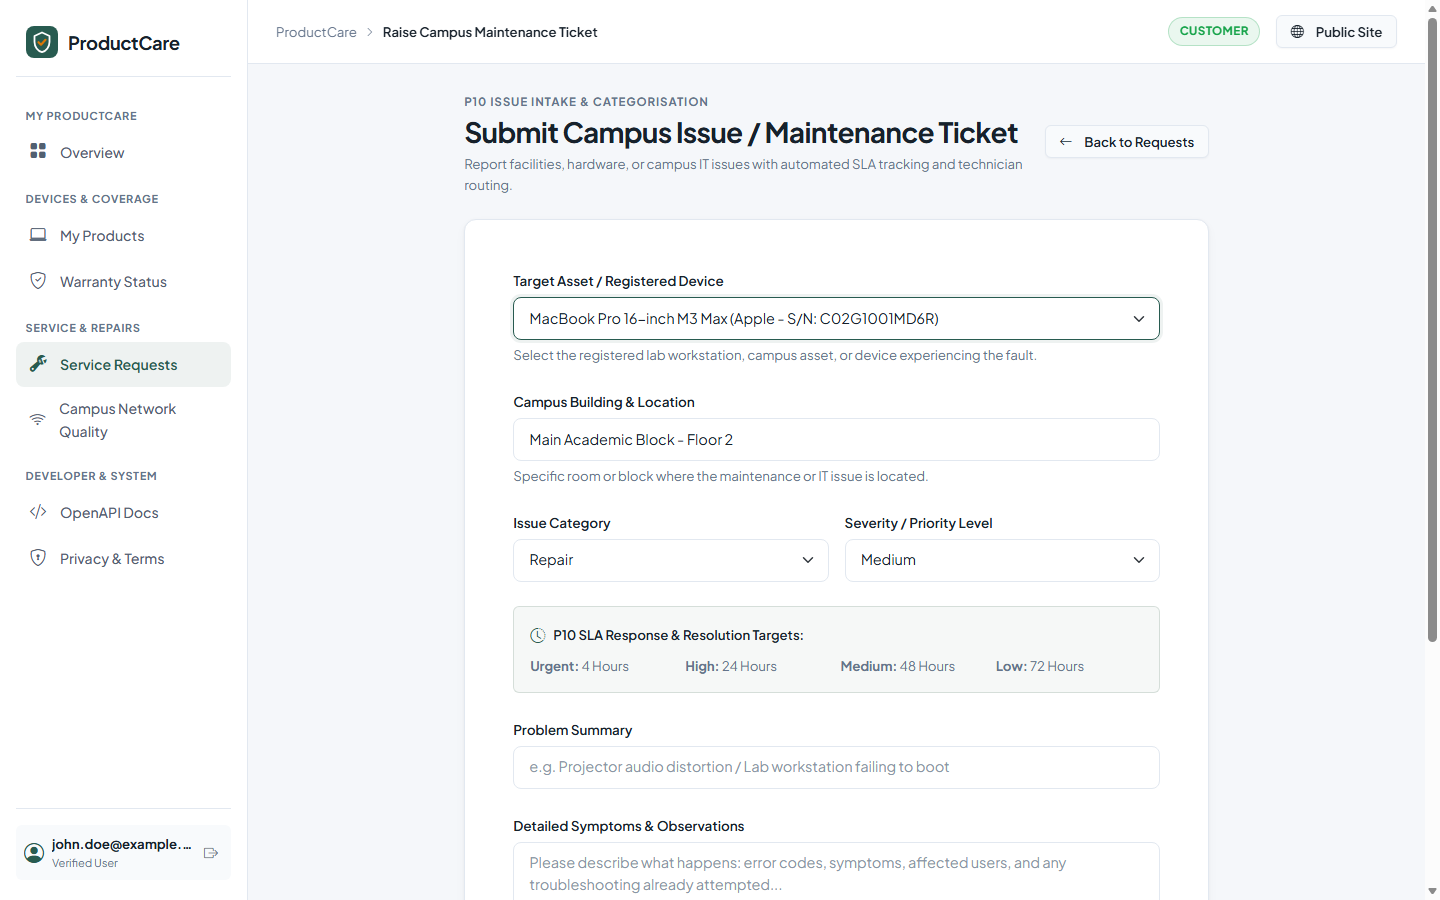 ProductCare
MY PRODUCTCARE
Overview
DEVICES & COVERAGE
My Products
Warranty Status
SERVICE & REPAIRS
Service Requests
Campus Network
Quality
DEVELOPER & SYSTEM
OpenAPI Docs
Privacy & Terms
john.doe@example....
Verified User
ProductCare > Raise Campus Maintenance Ticket
CUSTOMER
Public Site
P10 ISSUE INTAKE & CATEGORISATION
Submit Campus Issue / Maintenance Ticket
Report facilities, hardware, or campus IT issues with automated SLA tracking and technician
routing.
← Back to Requests
Target Asset / Registered Device
MacBook Pro 16-inch M3 Max (Apple - S/N: C02G1001MD6R)
Select the registered lab workstation, campus asset, or device experiencing the fault.
Campus Building & Location
Main Academic Block - Floor 2
Specific room or block where the maintenance or IT issue is located.
Issue Category
Repair
Severity / Priority Level
Medium
P10 SLA Response & Resolution Targets:
Urgent: 4 Hours High: 24 Hours Medium: 48 Hours Low: 72 Hours
Problem Summary
e.g. Projector audio distortion / Lab workstation failing to boot
Detailed Symptoms & Observations
Please describe what happens: error codes, symptoms, affected users, and any
troubleshooting already attempted...